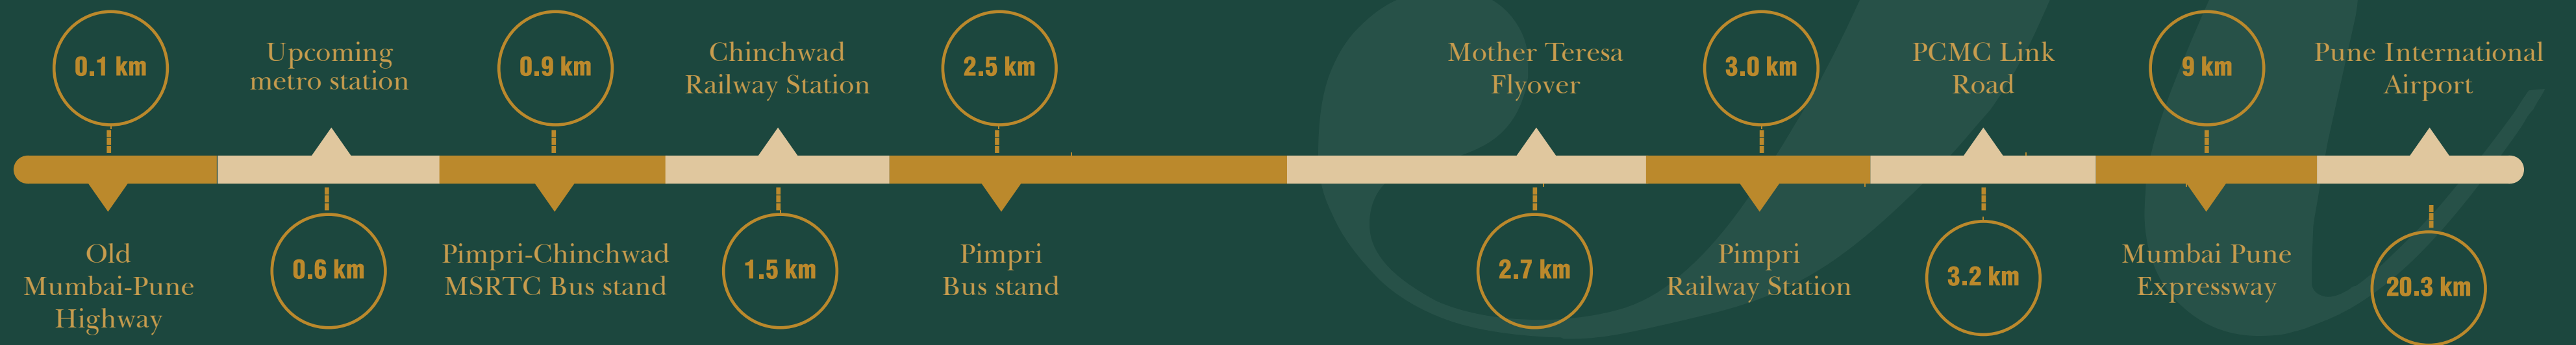 0.1 km
Old
Mumbai-Pune
Highway
Upcoming
metro station
0.6 km
0.9 km
Pimpri-Chinchwad
MSRTC Bus stand
Chinchwad
Railway Station
1.5 km
2.5 km
Pimpri
Bus stand
Mother Teresa
Flyover
2.7 km
3.0 km
Pimpri
Railway Station
PCMC Link
Road
3.2 km
9 km
Mumbai Pune
Expressway
Pune International
Airport
20.3 km